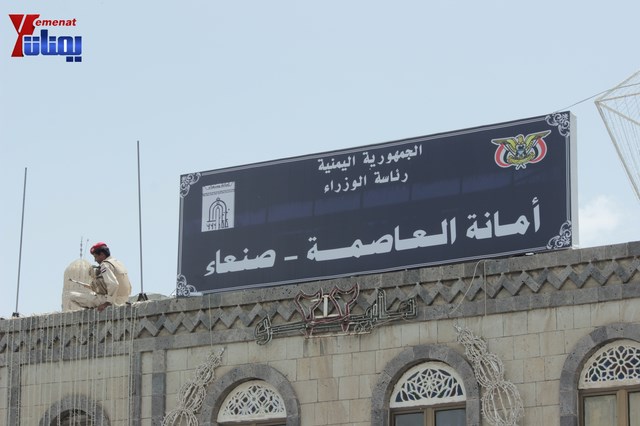 Yemenat
يمنات
الجمهورية اليمنية
رئاسة الوزراء
أمانة العاصمة - صنعاء